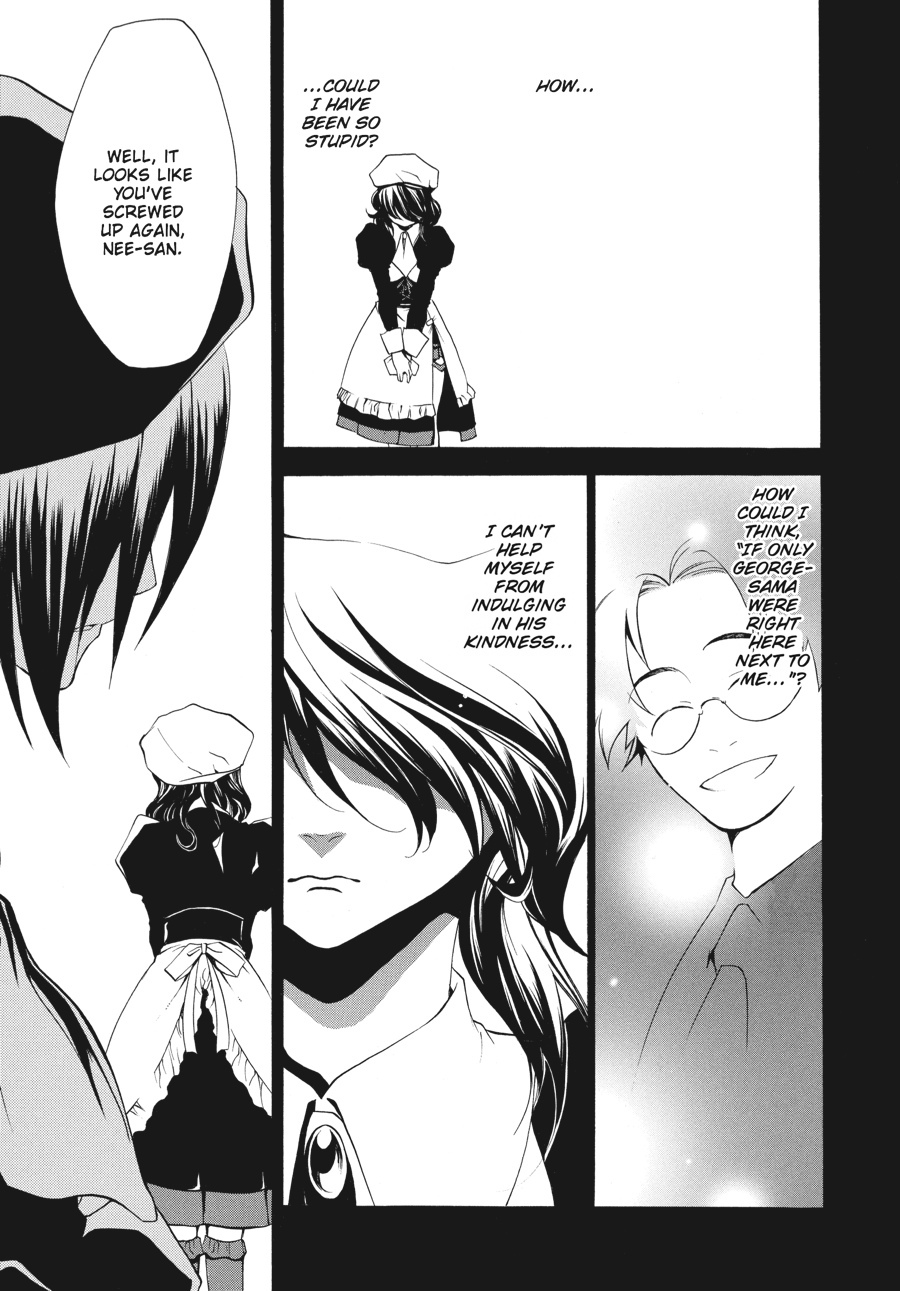 HOW...
...COULD
I HAVE
BEEN SO
STUPID?
HOW
COULD I
THINK,
"IF ONLY
GEORGE-
SAMA
WERE
RIGHT
HERE
NEXT TO
ME..."?
I CAN'T
HELP
MYSELF
FROM
INDULGING
IN HIS
KINDNESS...
WELL, IT
LOOKS LIKE
YOU'VE
SCREWED
UP AGAIN,
NEE-SAN.